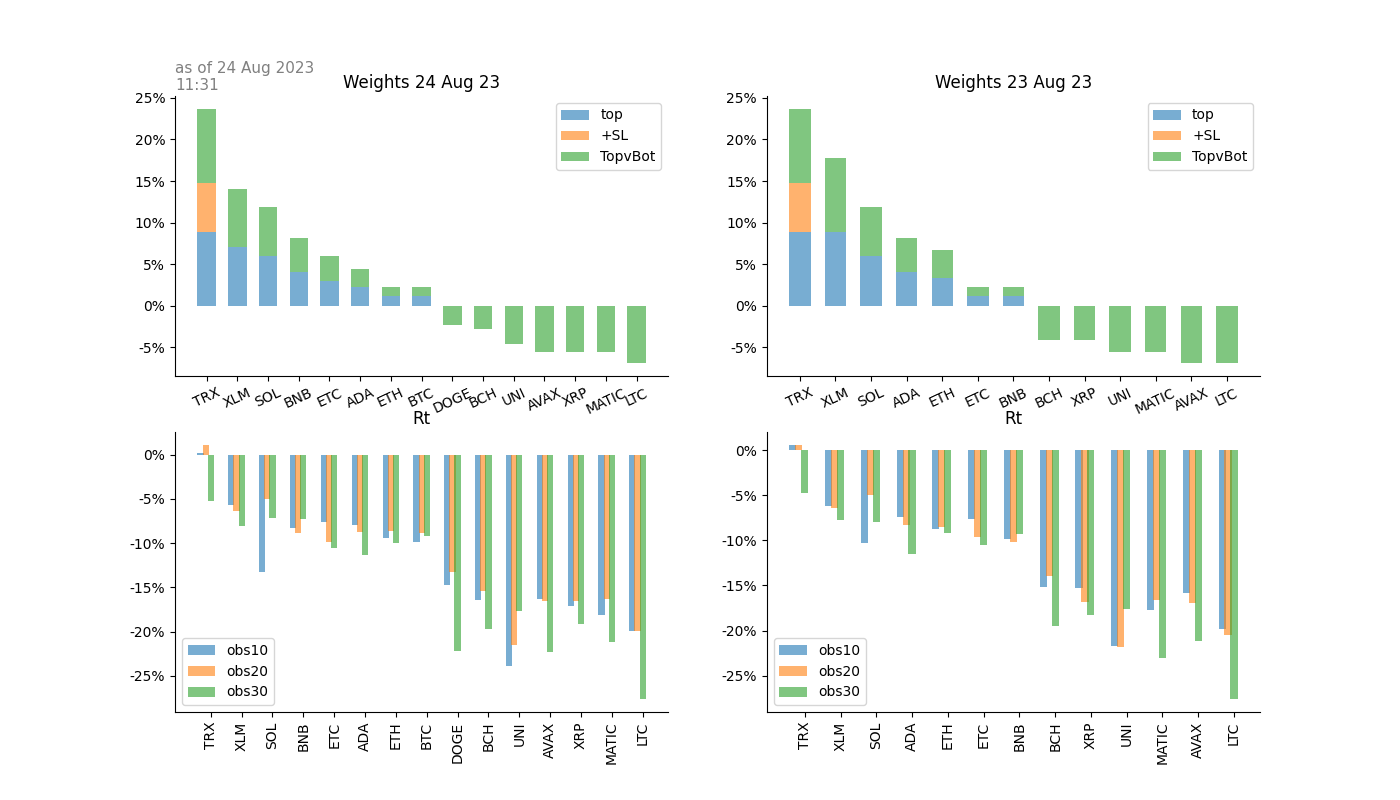 as of 24 Aug 2023
11:31
Weights 24 Aug 23
25%
20%
15%
10%
5%
0%
-5%
top
+SL
TopvBot
TRX XLM SOL BNB ETC ADA ETH BTC DOGE BCH UNI AVAX XRP MATIC LTC
Weights 23 Aug 23
25%
20%
15%
10%
5%
0%
-5%
top
+SL
TopvBot
TRX XLM SOL ADA ETH ETC BNB BCH XRP UNI MATIC AVAX LTC
Rt
0%
-5%
-10%
-15%
-20%
-25%
obs10
obs20
obs30
TRX XLM SOL BNB ETC ADA ETH BTC DOGE BCH UNI AVAX XRP MATIC LTC
Rt
0%
-5%
-10%
-15%
-20%
-25%
obs10
obs20
obs30
TRX XLM SOL ADA ETH ETC BNB BCH XRP UNI MATIC AVAX LTC